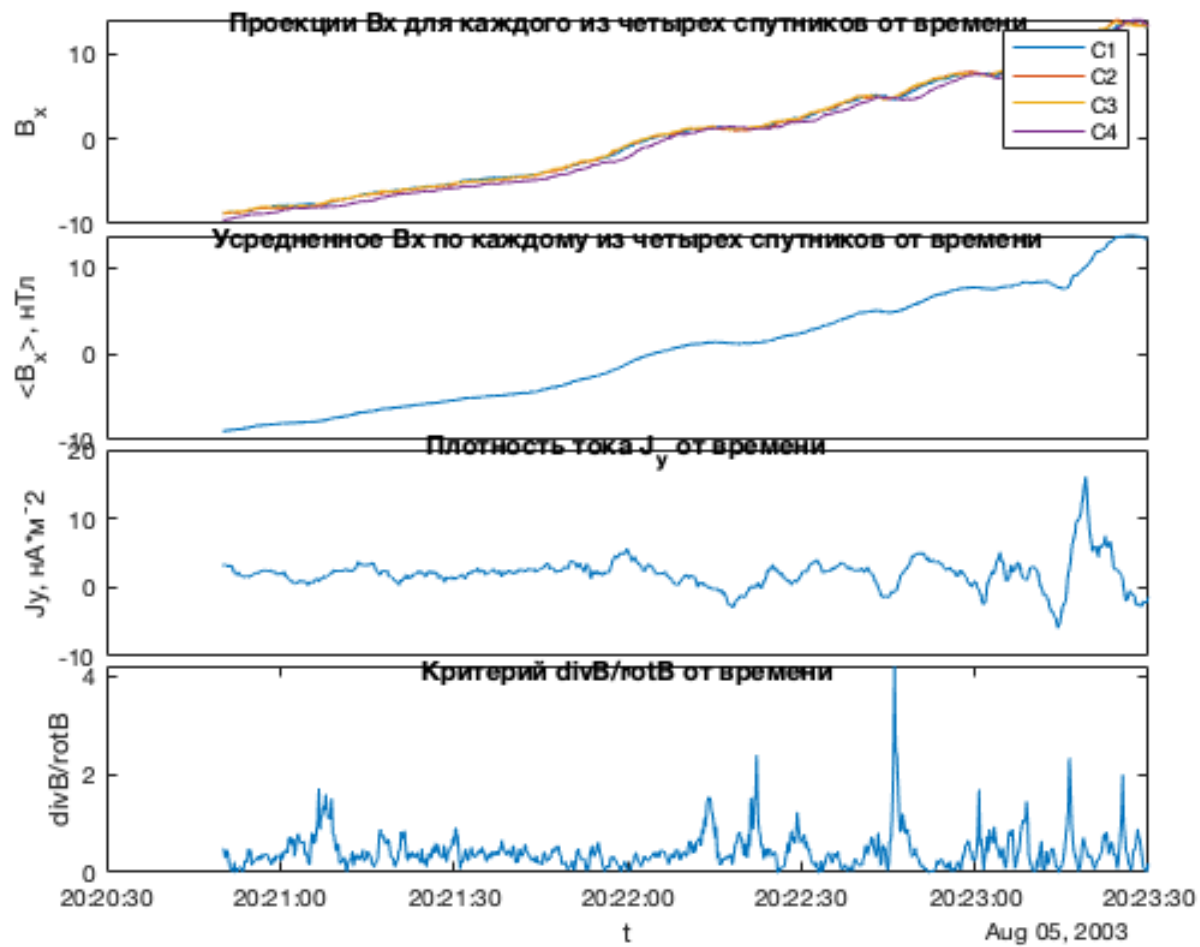 Проекции Bx для каждого из четырех спутников от времени
10
0
-10
B_x
C1
C2
C3
C4
Усредненное Bx по каждому из четырех спутников от времени
10
0
-10
<B_x>, нТл
Плотность тока J_y от времени
20
10
0
-10
Jy, нА*м^-2
Критерий divB/rotB от времени
4
2
0
divB/rotB
20:20:30 20:21:00 20:21:30 20:22:00 20:22:30 20:23:00 20:23:30
t
Aug 05, 2003